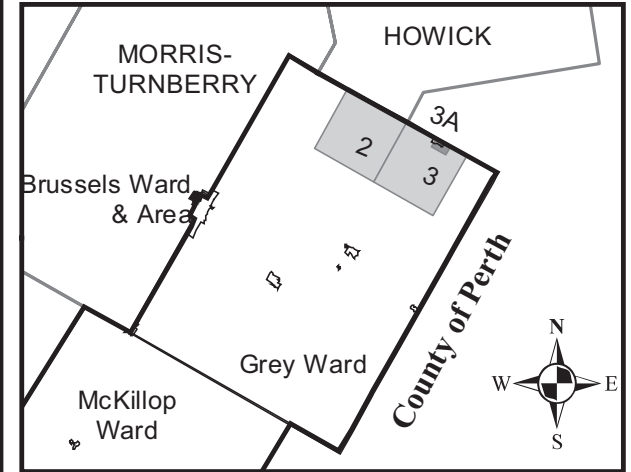 HOWICK
MORRIS-
TURNBERRY
3A
2
3
Brussels Ward
& Area
County of Perth
Grey Ward
McKillop
Ward
N
W
E
S